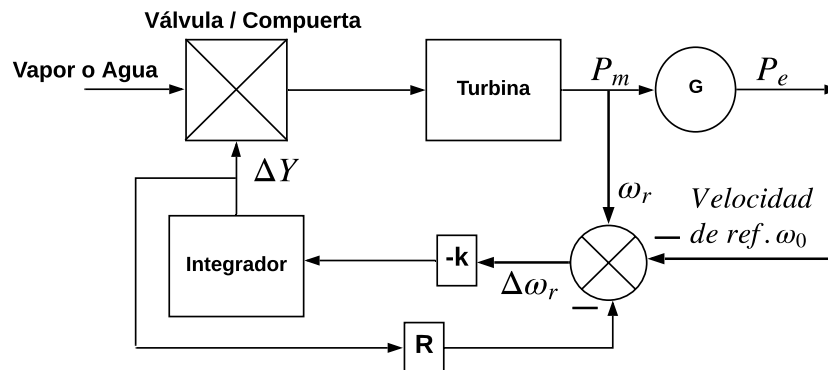 Válvula / Compuerta
Vapor o Agua
Turbina
P_m
G
P_e
ΔY
ω_r
Velocidad
de ref. ω_0
Integrador
-k
Δω_r
R